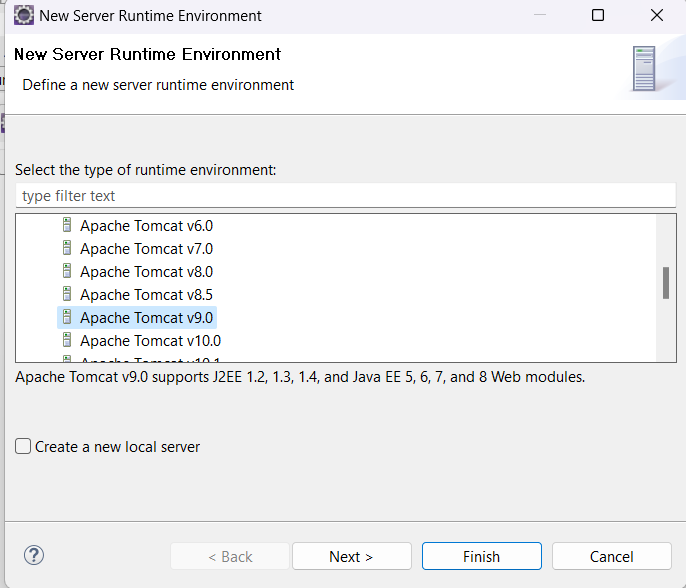 New Server Runtime Environment
New Server Runtime Environment
Define a new server runtime environment
Select the type of runtime environment:
type filter text
Apache Tomcat v6.0
Apache Tomcat v7.0
Apache Tomcat v8.0
Apache Tomcat v8.5
Apache Tomcat v9.0
Apache Tomcat v10.0
Apache Tomcat v10.1
Apache Tomcat v9.0 supports J2EE 1.2, 1.3, 1.4, and Java EE 5, 6, 7, and 8 Web modules.
Create a new local server
?
< Back
Next >
Finish
Cancel